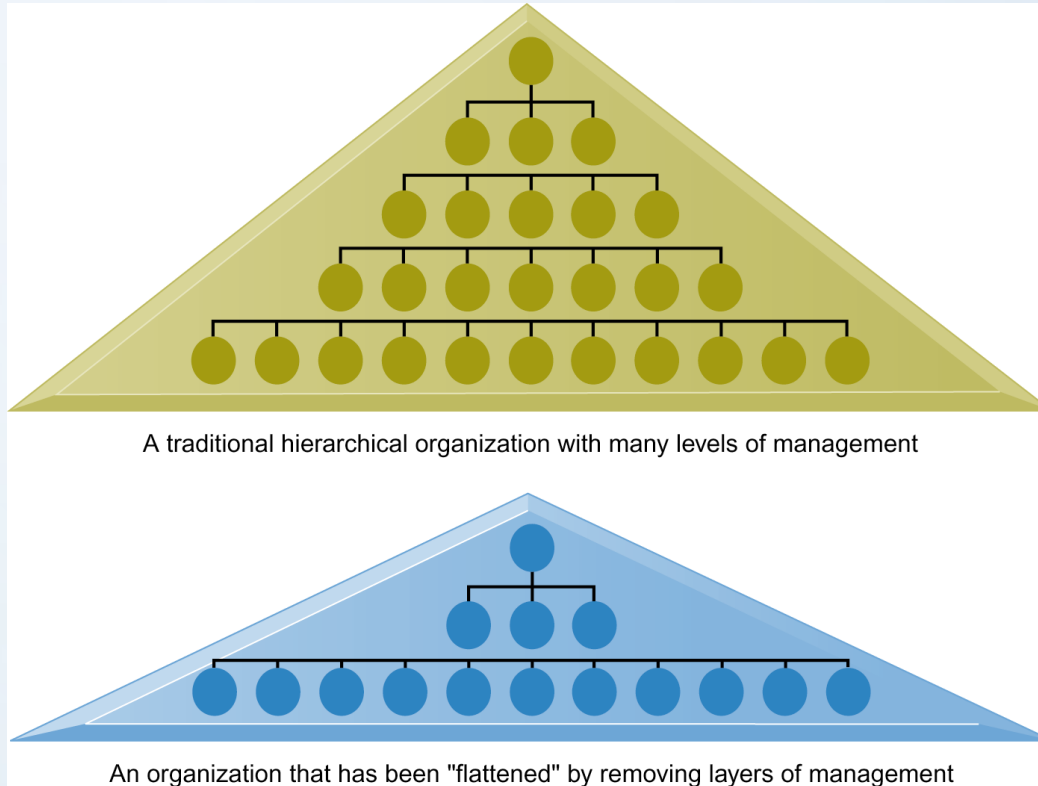 A traditional hierarchical organization with many levels of management
An organization that has been "flattened" by removing layers of management